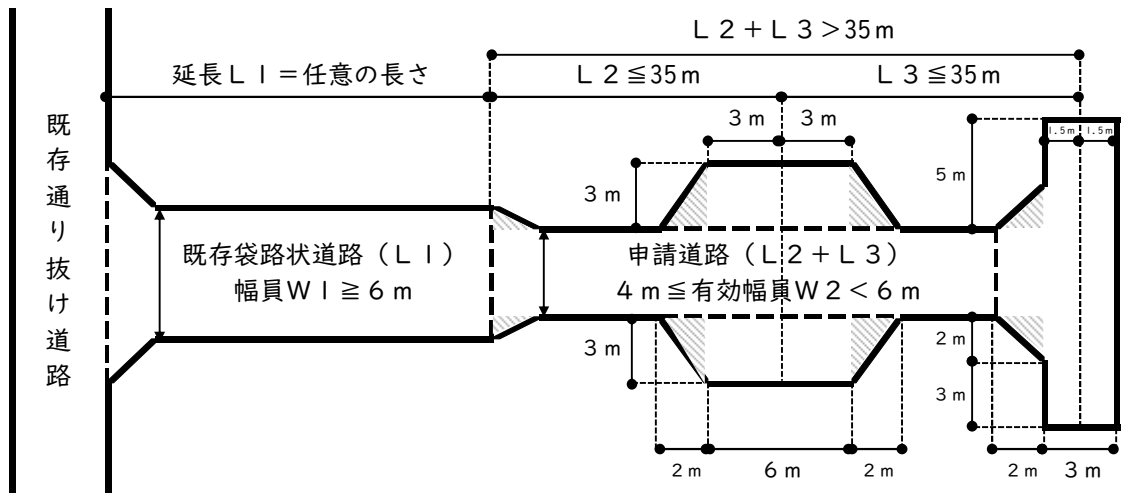 Ｌ２＋Ｌ３＞35ｍ
延長Ｌ１＝任意の長さ
Ｌ２≦35ｍ
Ｌ３≦35ｍ
既存通り抜け道路
3ｍ
3ｍ
1.5ｍ
1.5ｍ
5ｍ
3ｍ
既存袋路状道路（Ｌ１）
幅員Ｗ１≧６ｍ
申請道路（Ｌ２＋Ｌ３）
４ｍ≦有効幅員Ｗ２＜６ｍ
3ｍ
2ｍ
3ｍ
2ｍ
6ｍ
2ｍ
2ｍ
3ｍ